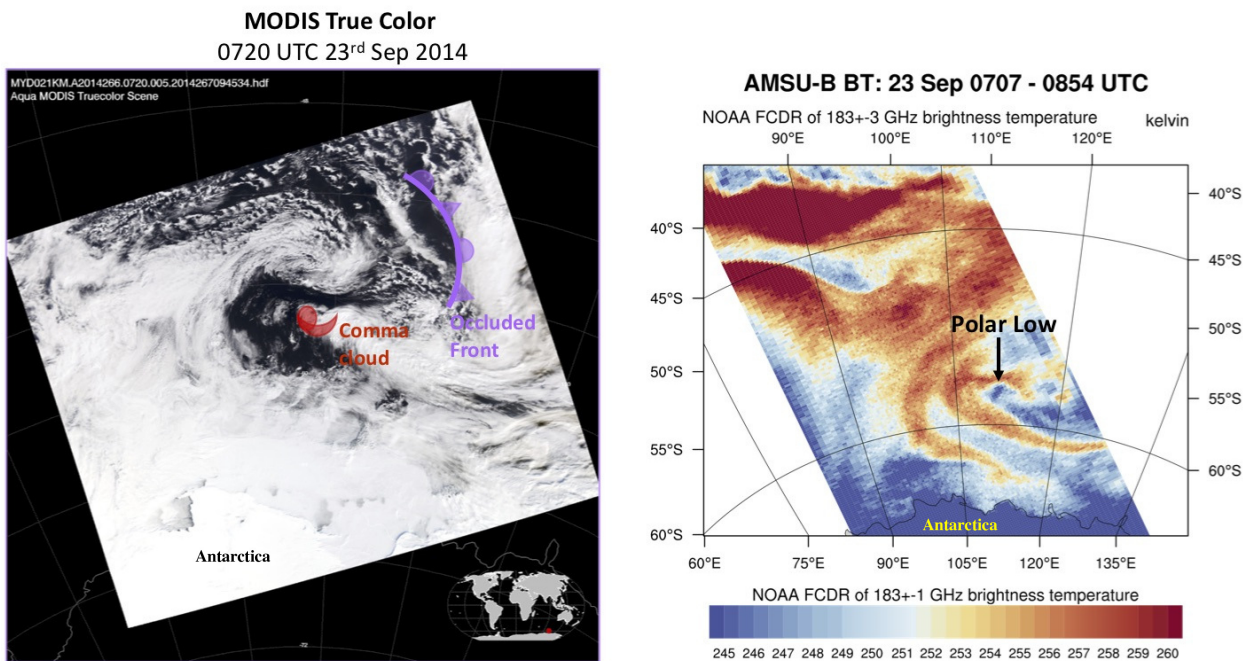 MODIS True Color
0720 UTC 23rd Sep 2014
MYD021KM.A2014266.0720.005.2014267094534.hdf
Aqua MODIS Truecolor Scene
Comma
cloud
Occluded
Front
Antarctica
AMSU-B BT: 23 Sep 0707 - 0854 UTC
NOAA FCDR of 183+-3 GHz brightness temperature kelvin
90°E 100°E 110°E 120°E
40°S
40°S
45°S
45°S
50°S
50°S
55°S
55°S
60°S
60°S
Polar Low
Antarctica
60°E 75°E 90°E 105°E 120°E 135°E
NOAA FCDR of 183+-1 GHz brightness temperature
245 246 247 248 249 250 251 252 253 254 255 256 257 258 259 260